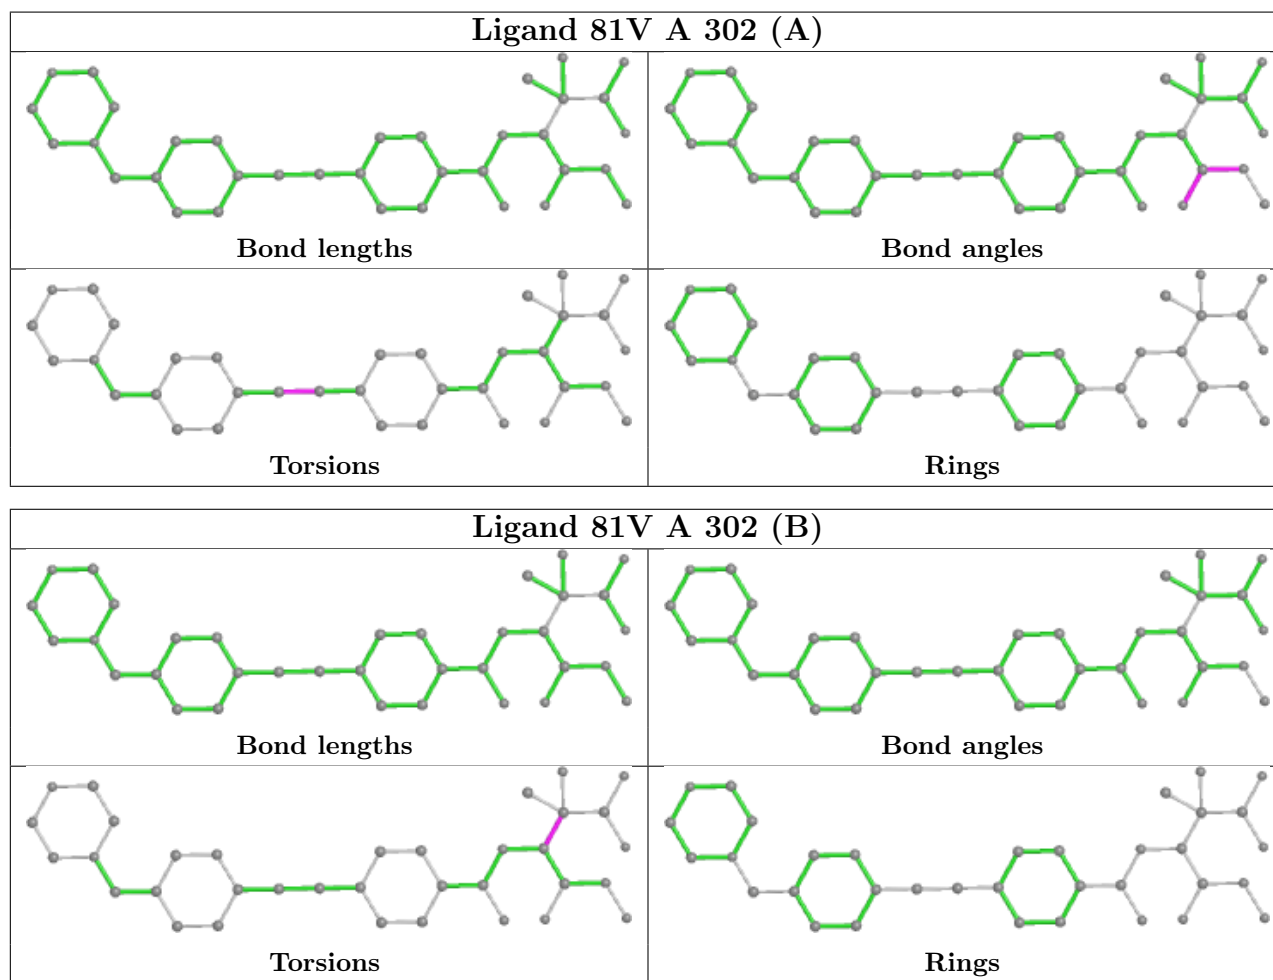 Ligand 81V A 302 (A)
Bond lengths
Bond angles
Torsions
Rings
Ligand 81V A 302 (B)
Bond lengths
Bond angles
Torsions
Rings